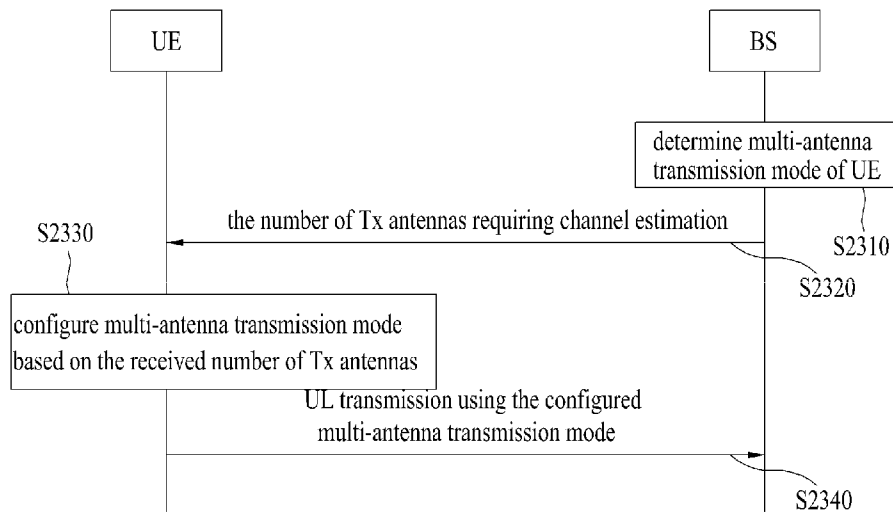 UE
BS
determine multi-antenna
transmission mode of UE
the number of Tx antennas requiring channel estimation
S2330
S2310
S2320
configure multi-antenna transmission mode
based on the received number of Tx antennas
UL transmission using the configured
multi-antenna transmission mode
S2340